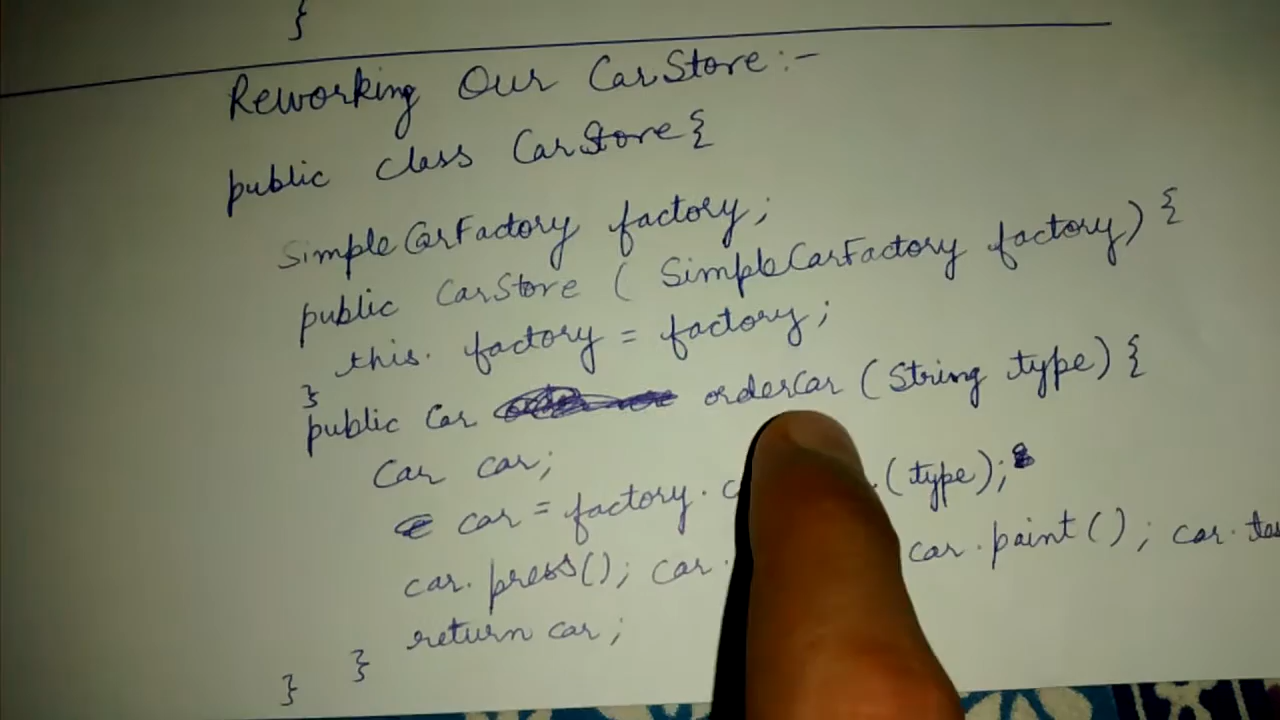 }
Reworking Our CarStore:-
public class CarStore{
SimpleCarFactory factory;
public CarStore ( SimpleCarFactory factory) {
this. factory = factory;
}
public Car orderCar (String type) {
Car car;
car = factory. (type);
car. press(); car. car. paint(); car.
return car;
}
}